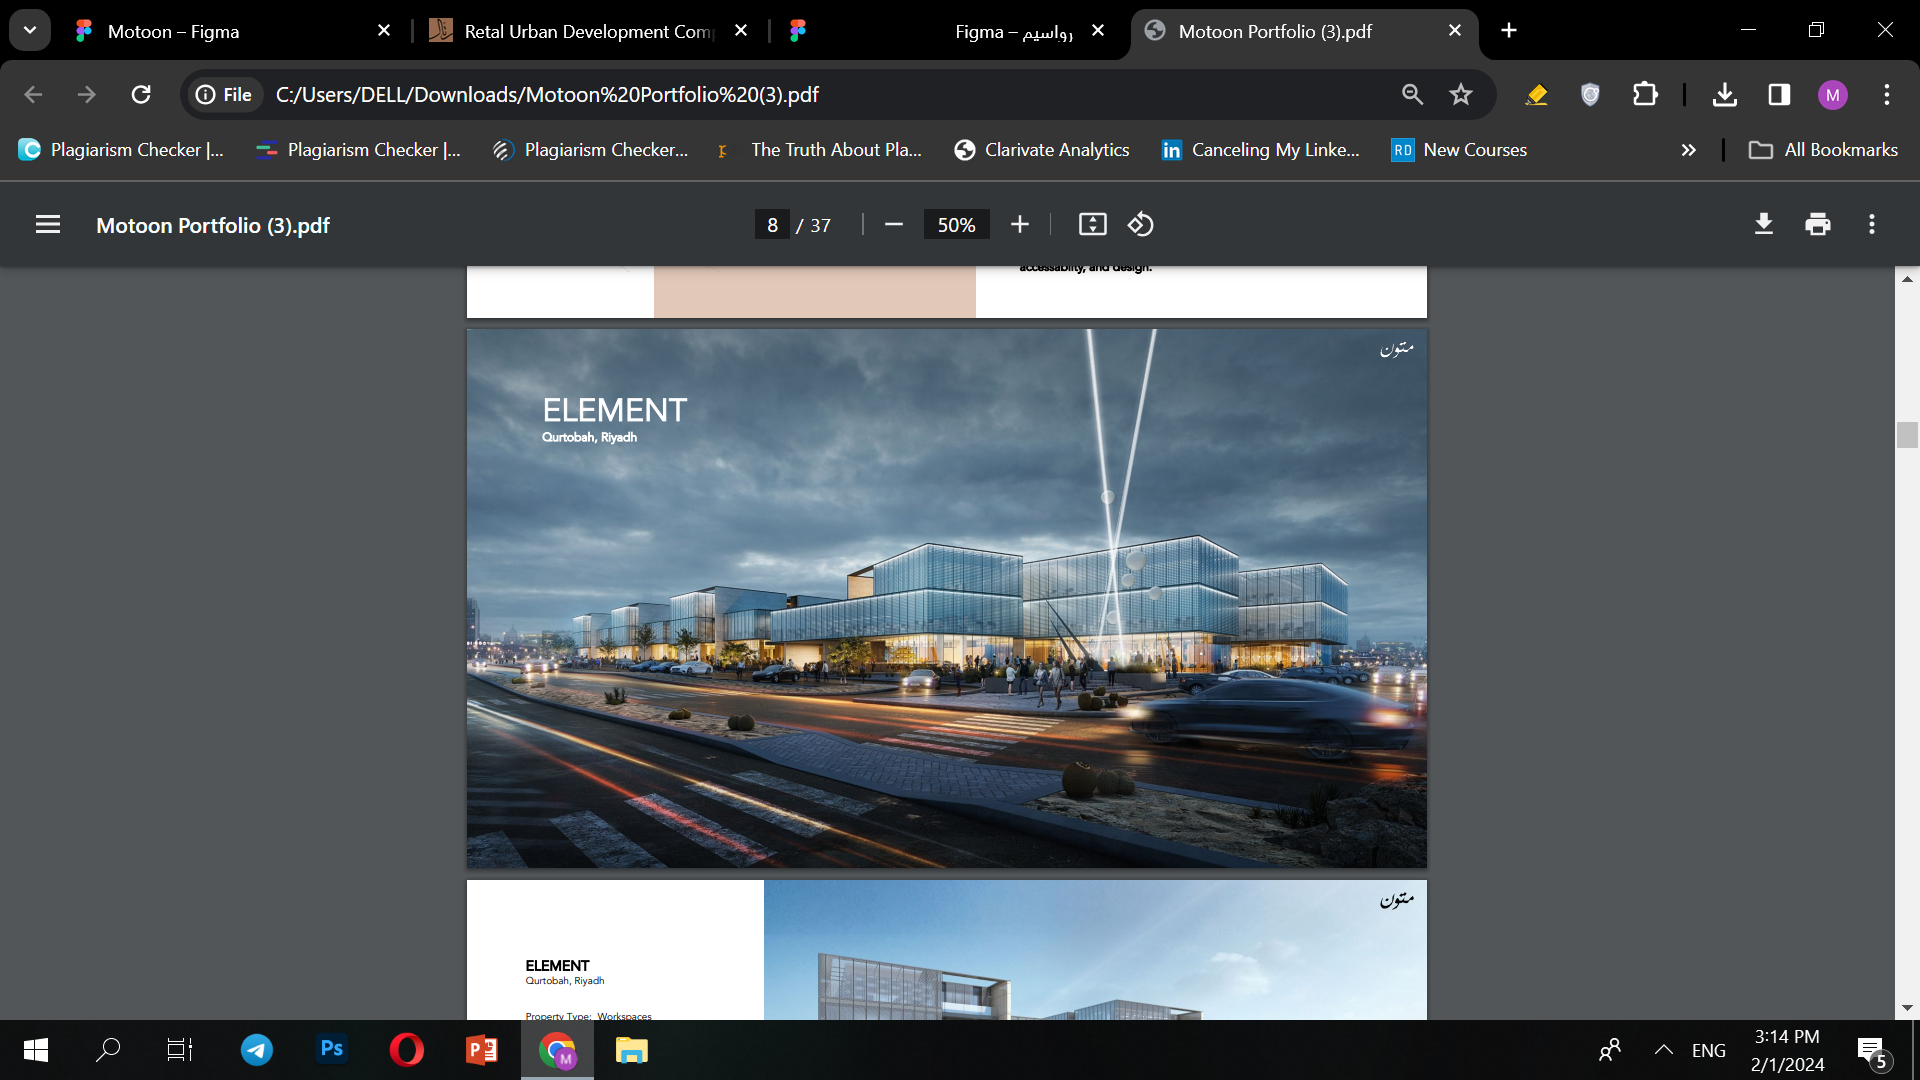 Motoon – Figma
Retal Urban Development Com
رواسيم – Figma
Motoon Portfolio (3).pdf
File
C:/Users/DELL/Downloads/Motoon%20Portfolio%20(3).pdf
M
Plagiarism Checker |...
Plagiarism Checker |...
Plagiarism Checker...
The Truth About Pla...
Clarivate Analytics
in
Canceling My Linke...
RD
New Courses
All Bookmarks
Motoon Portfolio (3).pdf
8 / 37
50%
accessability, and design.
متون
ELEMENT
Qurtobah, Riyadh
متون
ELEMENT
Qurtobah, Riyadh
Property Type: Workspaces
Ps
P
M
ENG
3:14 PM
2/1/2024
5